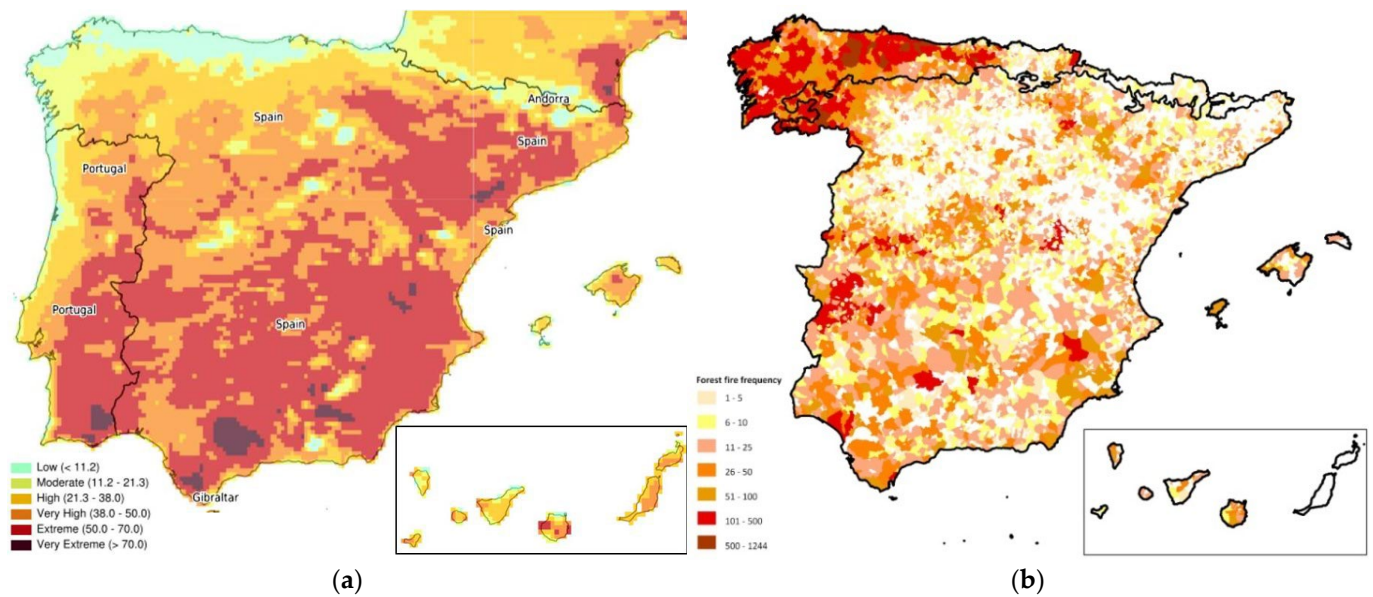 Andorra
Spain
Spain
Portugal
Spain
Portugal
Spain
Gibraltar
Low (< 11.2)
Moderate (11.2 - 21.3)
High (21.3 - 38.0)
Very High (38.0 - 50.0)
Extreme (50.0 - 70.0)
Very Extreme (> 70.0)
(a)
Forest fire frequency
1 - 5
6 - 10
11 - 25
26 - 50
51 - 100
101 - 500
500 - 1244
(b)